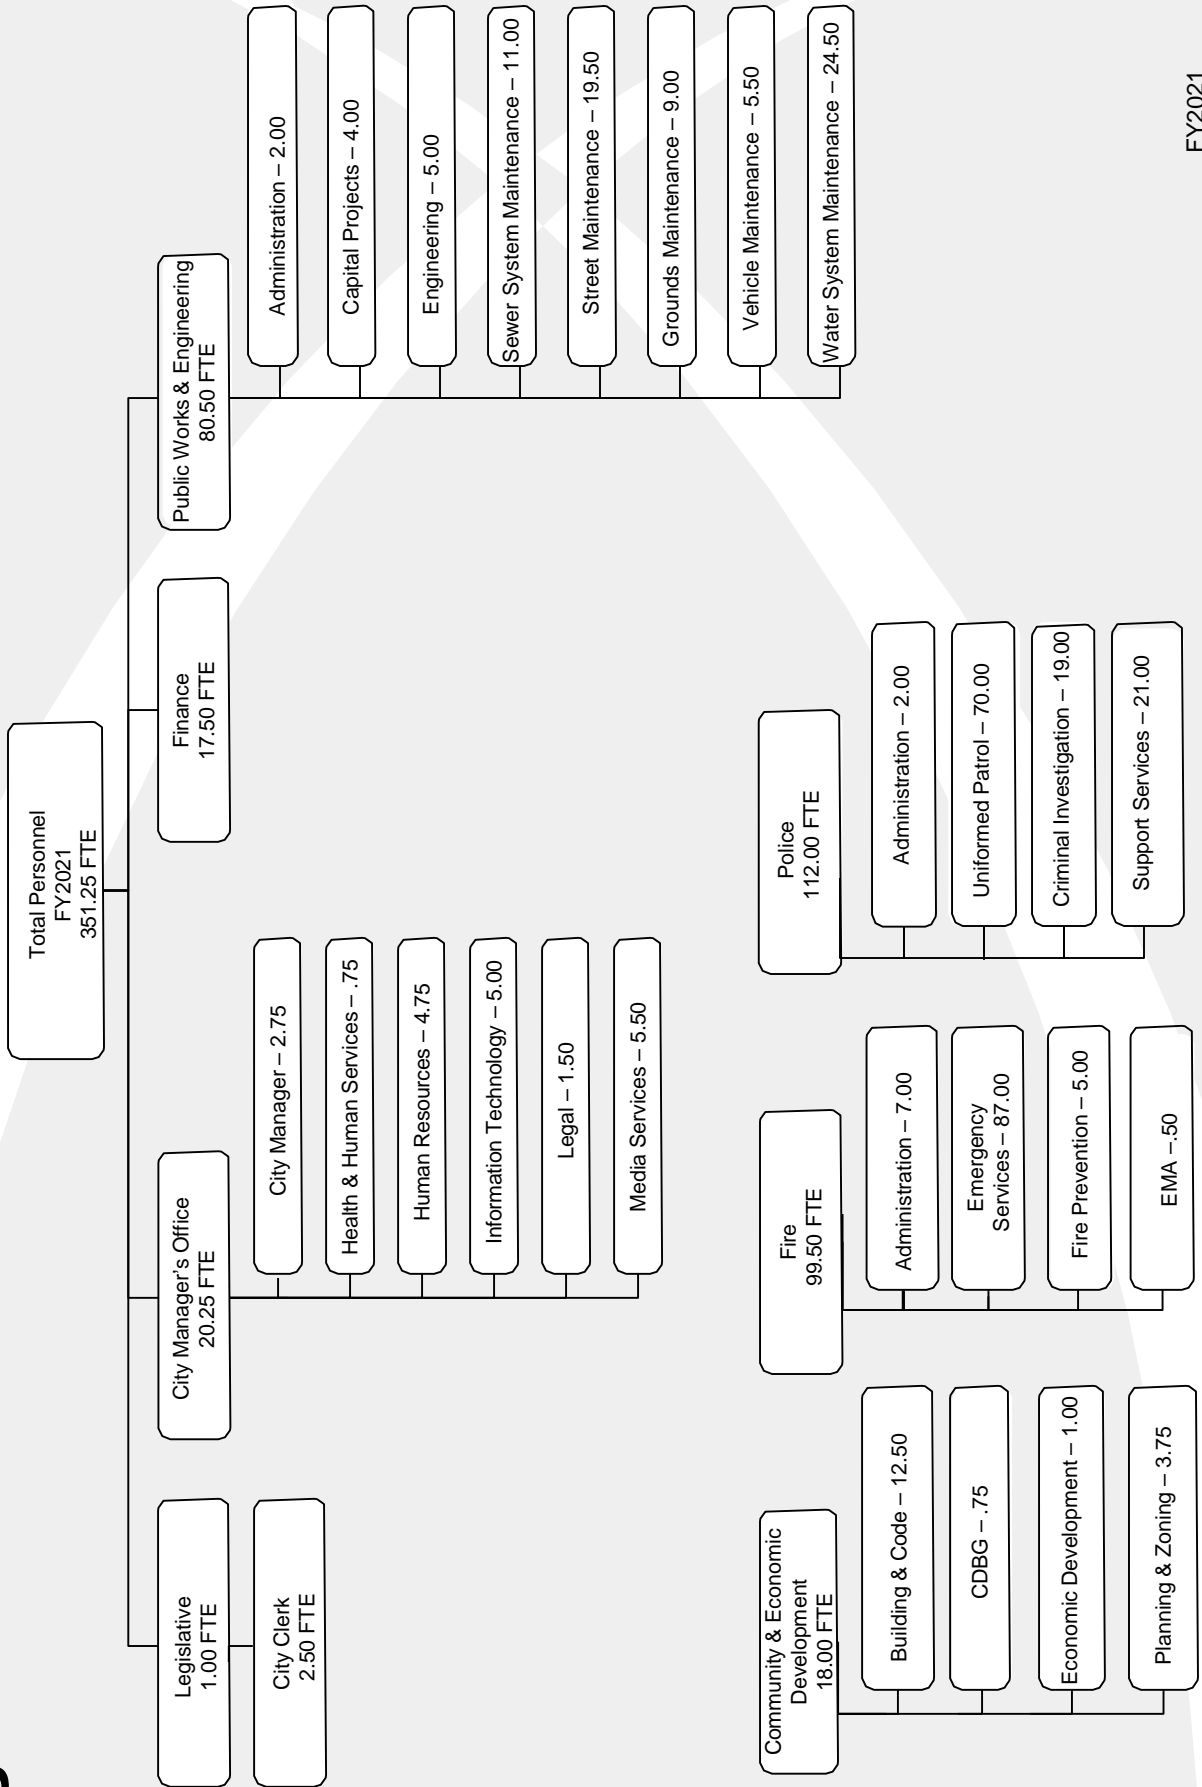 Total Personnel
FY2021
351.25 FTE
Legislative
1.00 FTE
City Clerk
2.50 FTE
City Manager's Office
20.25 FTE
City Manager – 2.75
Health & Human Services – .75
Human Resources – 4.75
Information Technology – 5.00
Legal – 1.50
Media Services – 5.50
Finance
17.50 FTE
Public Works & Engineering
80.50 FTE
Administration – 2.00
Capital Projects – 4.00
Engineering – 5.00
Sewer System Maintenance – 11.00
Street Maintenance – 19.50
Grounds Maintenance – 9.00
Vehicle Maintenance – 5.50
Water System Maintenance – 24.50
Community & Economic
Development
18.00 FTE
Building & Code – 12.50
CDBG – .75
Economic Development – 1.00
Planning & Zoning – 3.75
Fire
99.50 FTE
Administration – 7.00
Emergency
Services – 87.00
Fire Prevention – 5.00
EMA – .50
Police
112.00 FTE
Administration – 2.00
Uniformed Patrol – 70.00
Criminal Investigation – 19.00
Support Services – 21.00
FY2021